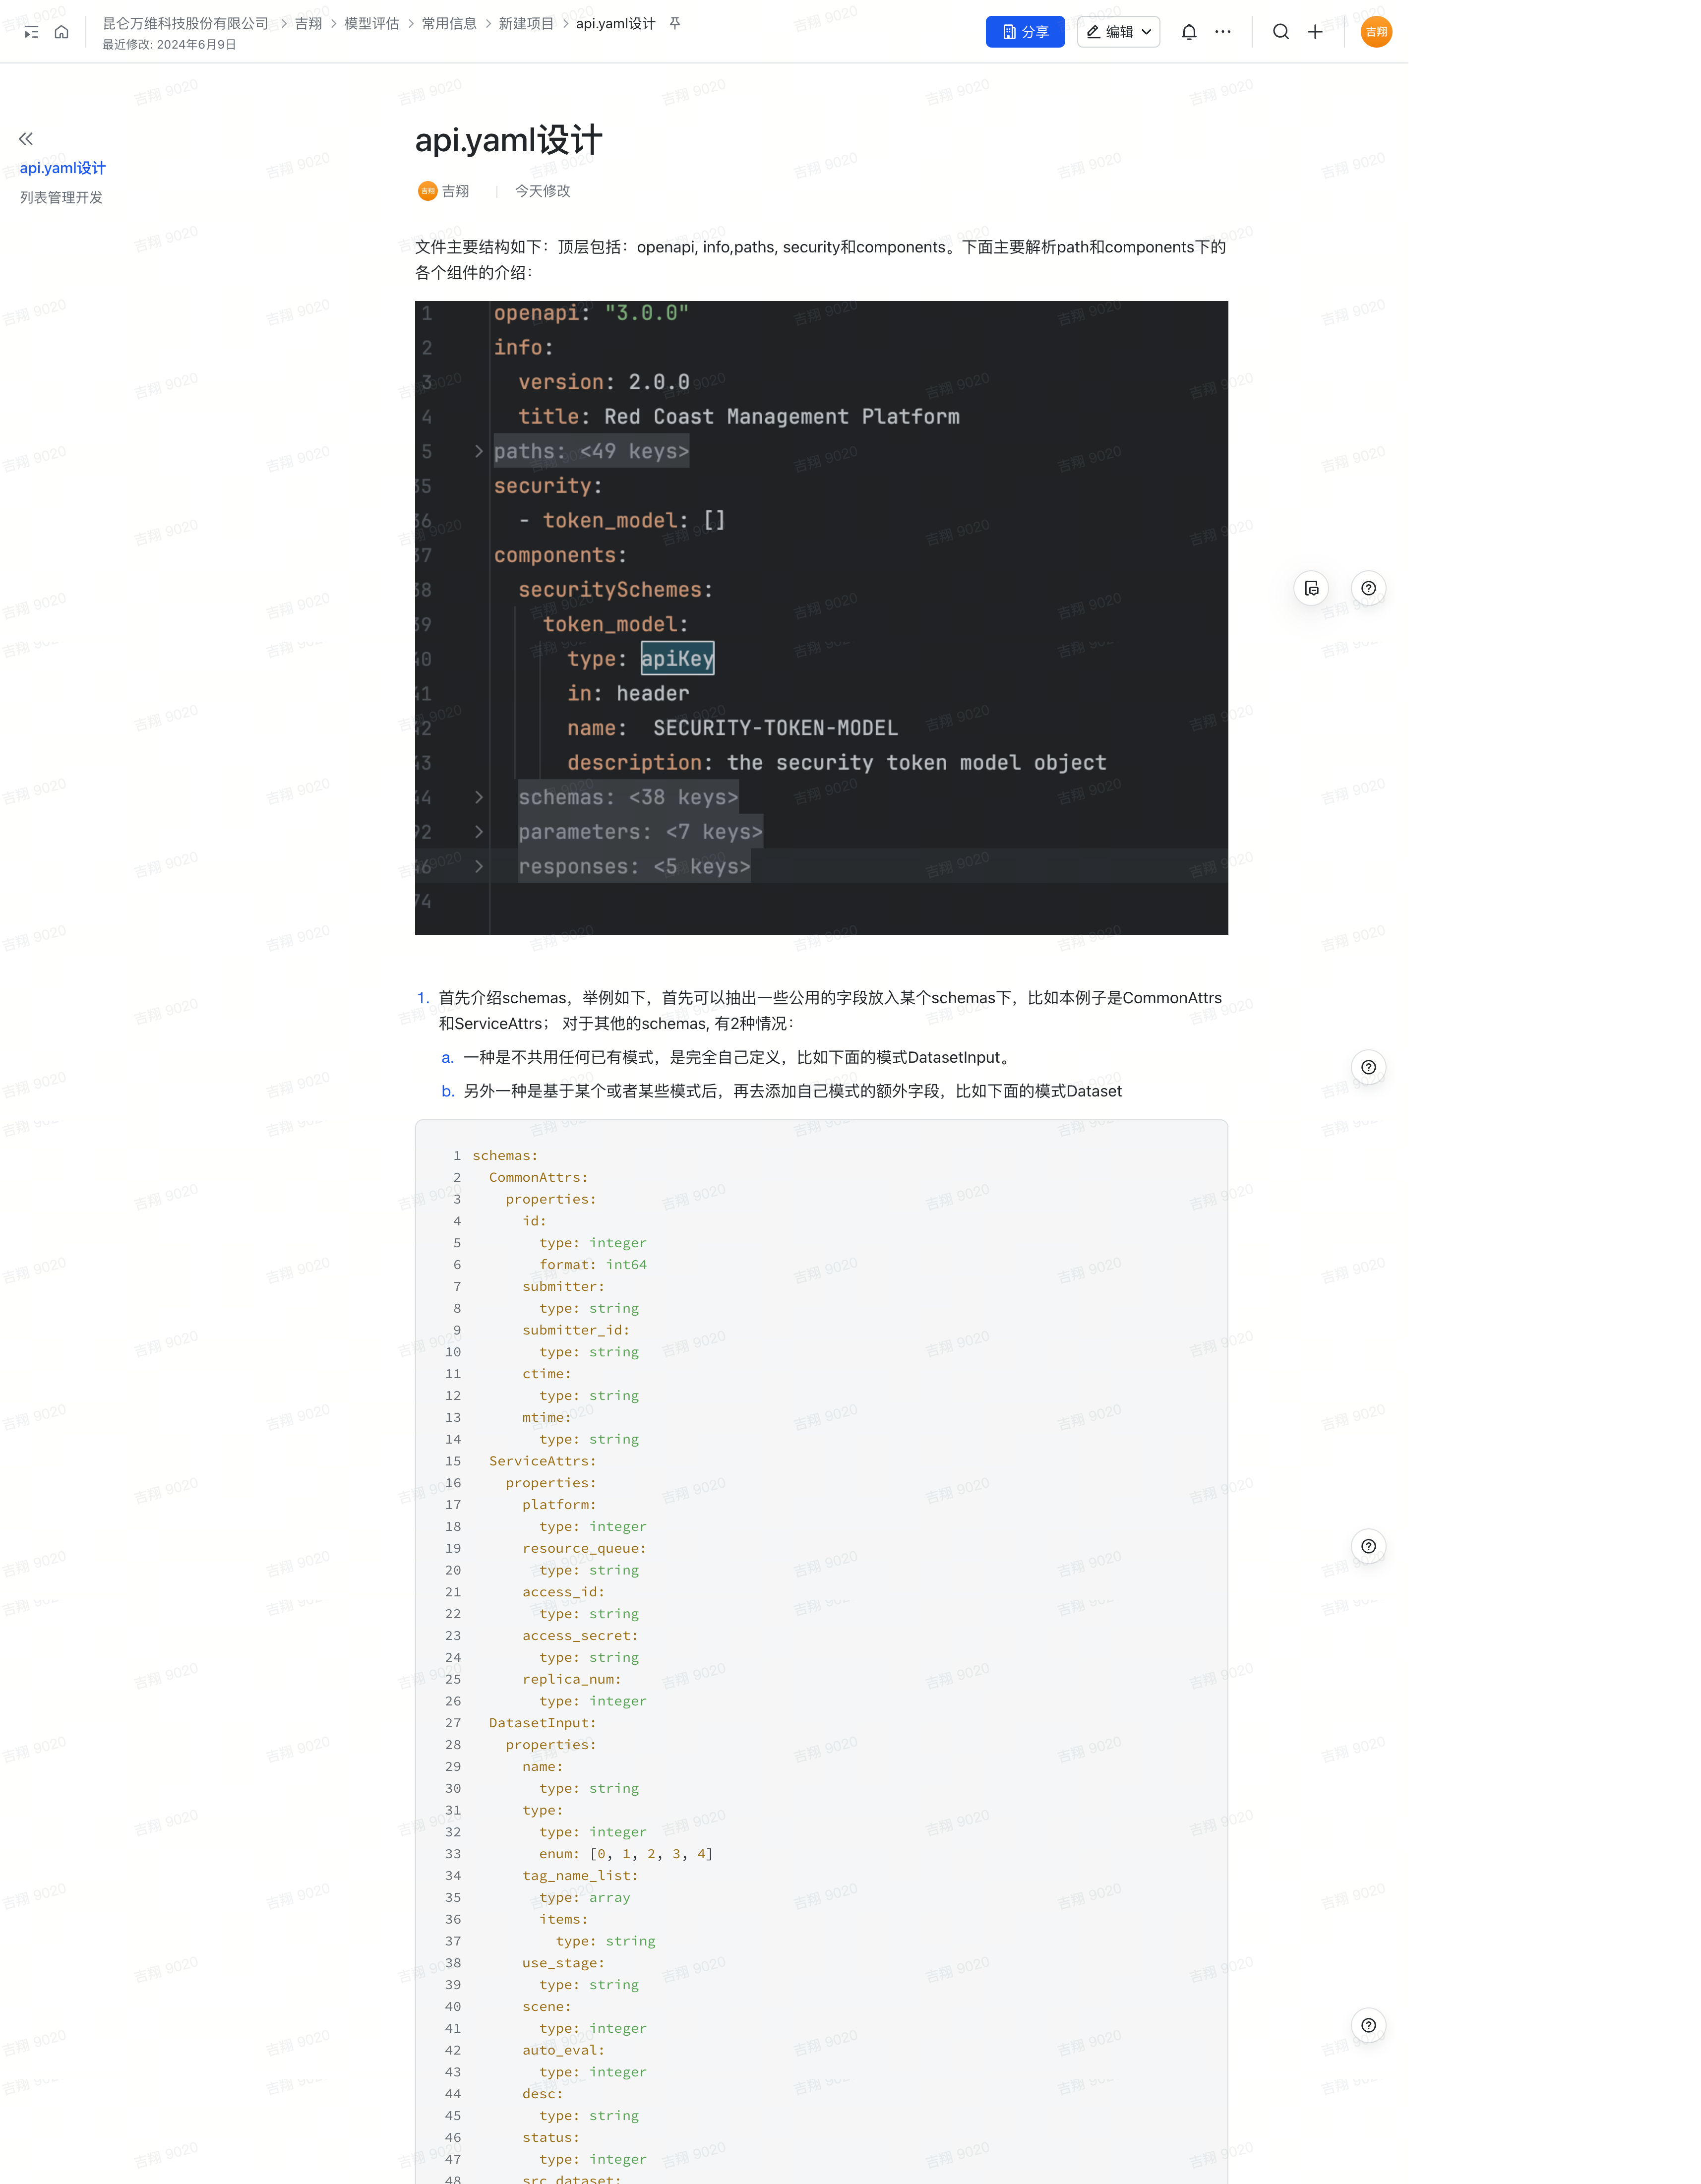 昆仑万维科技股份有限公司 > 吉翔 > 模型评估 > 常用信息 > 新建项目 > api.yaml设计
最近修改: 2024年6月9日
分享
编辑
吉翔
api.yaml设计
列表管理开发
api.yaml设计
吉翔 吉翔 | 今天修改
文件主要结构如下：顶层包括：openapi, info,paths, security和components。下面主要解析path和components下的
各个组件的介绍：
1 openapi: "3.0.0"
2 info:
3 version: 2.0.0
4 title: Red Coast Management Platform
5 paths: <49 keys>
35 security:
36 - token_model: []
37 components:
38 securitySchemes:
39 token_model:
40 type: apiKey
41 in: header
42 name: SECURITY-TOKEN-MODEL
43 description: the security token model object
44 schemas: <38 keys>
92 parameters: <7 keys>
46 responses: <5 keys>
74
1. 首先介绍schemas，举例如下，首先可以抽出一些公用的字段放入某个schemas下，比如本例子是CommonAttrs
和ServiceAttrs； 对于其他的schemas, 有2种情况：
a. 一种是不共用任何已有模式，是完全自己定义，比如下面的模式DatasetInput。
b. 另外一种是基于某个或者某些模式后，再去添加自己模式的额外字段，比如下面的模式Dataset
1 schemas:
2 CommonAttrs:
3 properties:
4 id:
5 type: integer
6 format: int64
7 submitter:
8 type: string
9 submitter_id:
10 type: string
11 ctime:
12 type: string
13 mtime:
14 type: string
15 ServiceAttrs:
16 properties:
17 platform:
18 type: integer
19 resource_queue:
20 type: string
21 access_id:
22 type: string
23 access_secret:
24 type: string
25 replica_num:
26 type: integer
27 DatasetInput:
28 properties:
29 name:
30 type: string
31 type:
32 type: integer
33 enum: [0, 1, 2, 3, 4]
34 tag_name_list:
35 type: array
36 items:
37 type: string
38 use_stage:
39 type: string
40 scene:
41 type: integer
42 auto_eval:
43 type: integer
44 desc:
45 type: string
46 status:
47 type: integer
48 src_dataset:
吉翔 9020